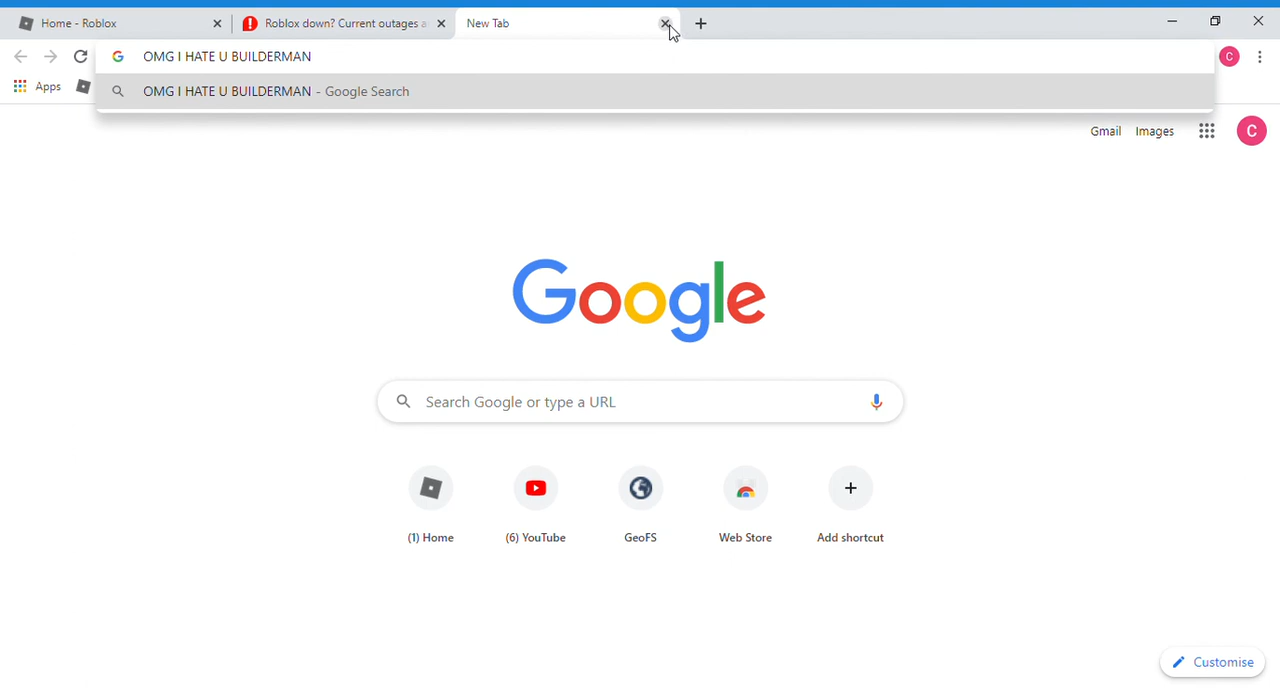 Home - Roblox
Roblox down? Current outages a
New Tab
OMG I HATE U BUILDERMAN
C
Apps
OMG I HATE U BUILDERMAN - Google Search
Gmail Images C
Google
Search Google or type a URL
(1) Home (6) YouTube GeoFS Web Store Add shortcut
Customise